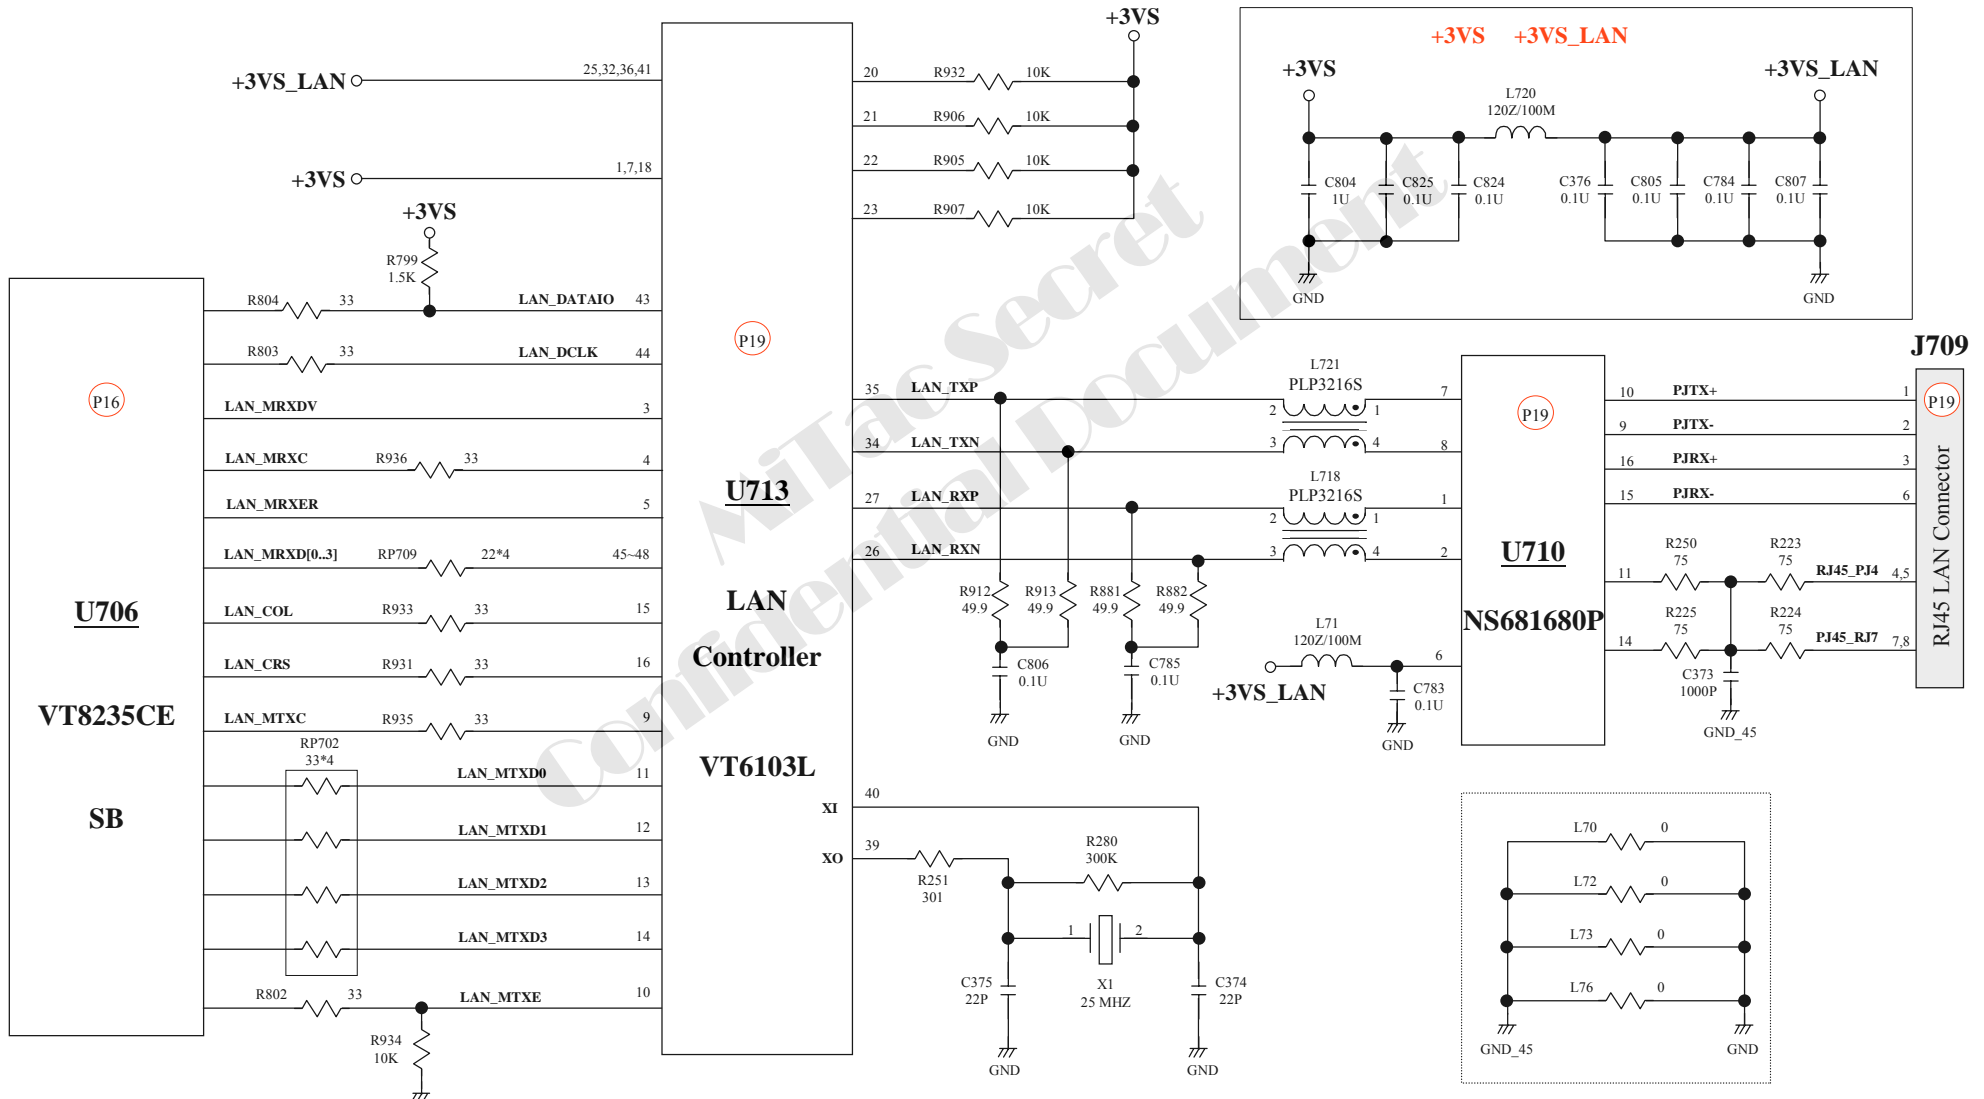 +3VS +3VS_LAN
+3VS
+3VS_LAN
L720
120Z/100M
C804
1U
C825
0.1U
C824
0.1U
C376
0.1U
C805
0.1U
C784
0.1U
C807
0.1U
GND
GND
+3VS
+3VS_LAN
25,32,36,41
+3VS
1,7,18
20 R932 10K
21 R906 10K
22 R905 10K
23 R907 10K
+3VS
R799
1.5K
R804 33 LAN_DATAIO 43
R803 33 LAN_DCLK 44
LAN_MRXDV 3
LAN_MRXC R936 33 4
LAN_MRXER 5
LAN_MRXD[0..3] RP709 22*4 45~48
LAN_COL R933 33 15
LAN_CRS R931 33 16
LAN_MTXC R935 33 9
RP702
33*4
LAN_MTXD0 11
LAN_MTXD1 12
LAN_MTXD2 13
LAN_MTXD3 14
R802 33 LAN_MTXE 10
R934
10K
P16
U706
VT8235CE
SB
P19
U713
LAN
Controller
VT6103L
XI
XO
MiTac Secret
Confidential Document
35 LAN_TXP
34 LAN_TXN
27 LAN_RXP
26 LAN_RXN
L721
PLP3216S
2 1
3 4
L718
PLP3216S
2 1
3 4
7
8
1
2
R912
49.9
R913
49.9
R881
49.9
R882
49.9
C806
0.1U
C785
0.1U
GND
GND
L71
120Z/100M
+3VS_LAN
6
C783
0.1U
GND
P19
U710
NS681680P
10 PJTX+ 1
9 PJTX- 2
16 PJRX+ 3
15 PJRX- 6
11
R250
75
R223
75
RJ45_PJ4 4,5
14
R225
75
R224
75
PJ45_RJ7 7,8
C373
1000P
GND_45
J709
P19
RJ45 LAN Connector
40
39
R251
301
R280
300K
1 2
X1
25 MHZ
C375
22P
C374
22P
GND
GND
L70 0
L72 0
L73 0
L76 0
GND_45
GND